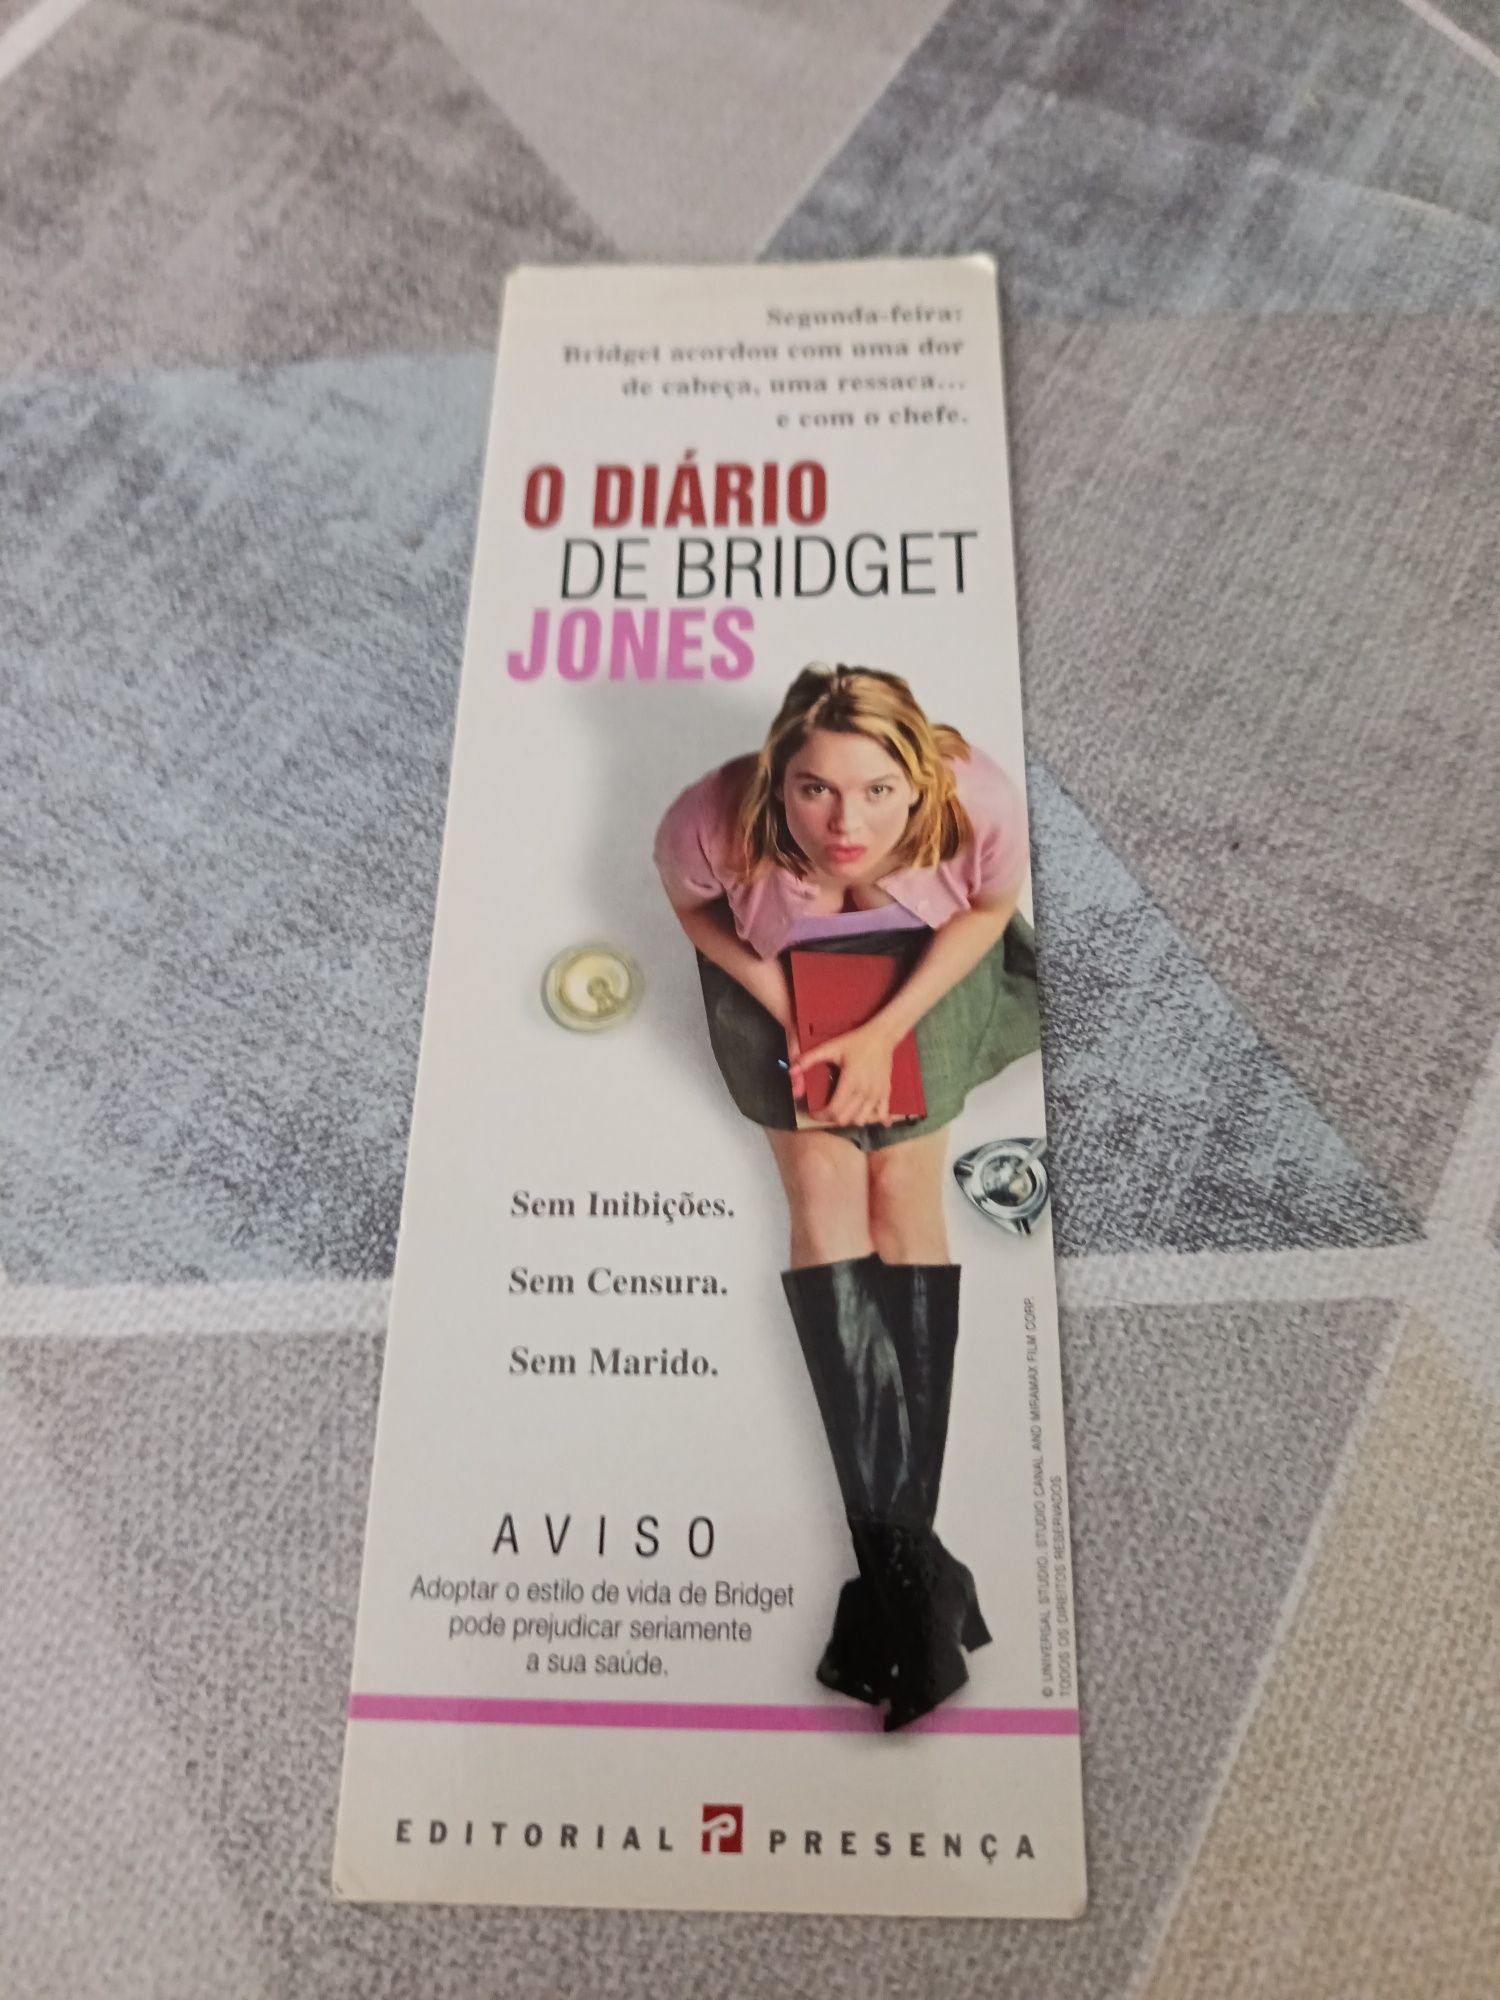 Segunda-feira:
Bridget acordou com uma dor
de cabeça, uma ressaca...
e com o chefe.
O DIÁRIO
DE BRIDGET
JONES
Sem Inibições.
Sem Censura.
Sem Marido.
AVISO
Adoptar o estilo de vida de Bridget
pode prejudicar seriamente
a sua saúde.
© UNIVERSAL STUDIO, STUDIO CANAL AND MIRAMAX FILM CORP.
TODOS OS DIREITOS RESERVADOS
EDITORIAL PRESENÇA